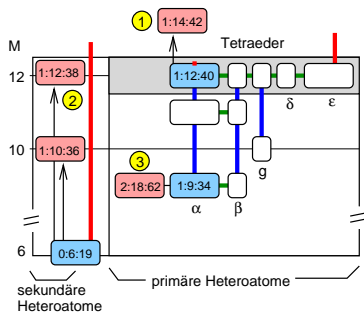 1 1:14:42
M Tetraeder
12 1:12:38 1:12:40
2 δ ε
10 1:10:36 g
3 2:18:62 1:9:34
α β
6 0:6:19
sekundäre Heteroatome
primäre Heteroatome